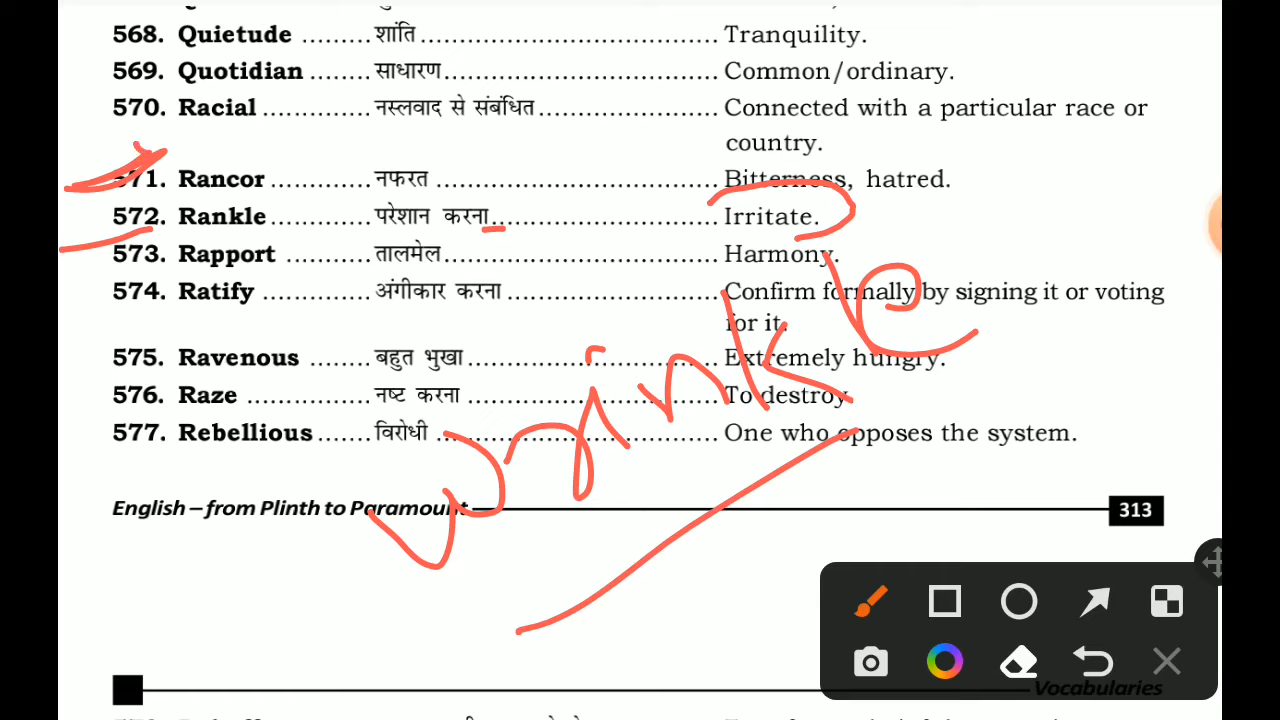 568. Quietude ......... शांति ...................................... Tranquility.
569. Quotidian ........ साधारण ................................... Common/ordinary.
570. Racial .............. नस्लवाद से संबंधित ....................... Connected with a particular race or
country.
571. Rancor ............. नफरत .................................... Bitterness, hatred.
572. Rankle ............. परेशान करना ............................. Irritate.
573. Rapport ........... तालमेल ................................... Harmony.
574. Ratify .............. अंगीकार करना ........................... Confirm formally by signing it or voting
for it.
575. Ravenous ........ बहुत भुखा ................................ Extremely hungry.
576. Raze ................ नष्ट करना ................................ To destroy
577. Rebellious ....... विरोधी ..................................... One who opposes the system.
wrinkle
English – from Plinth to Paramount 313
Vocabularies